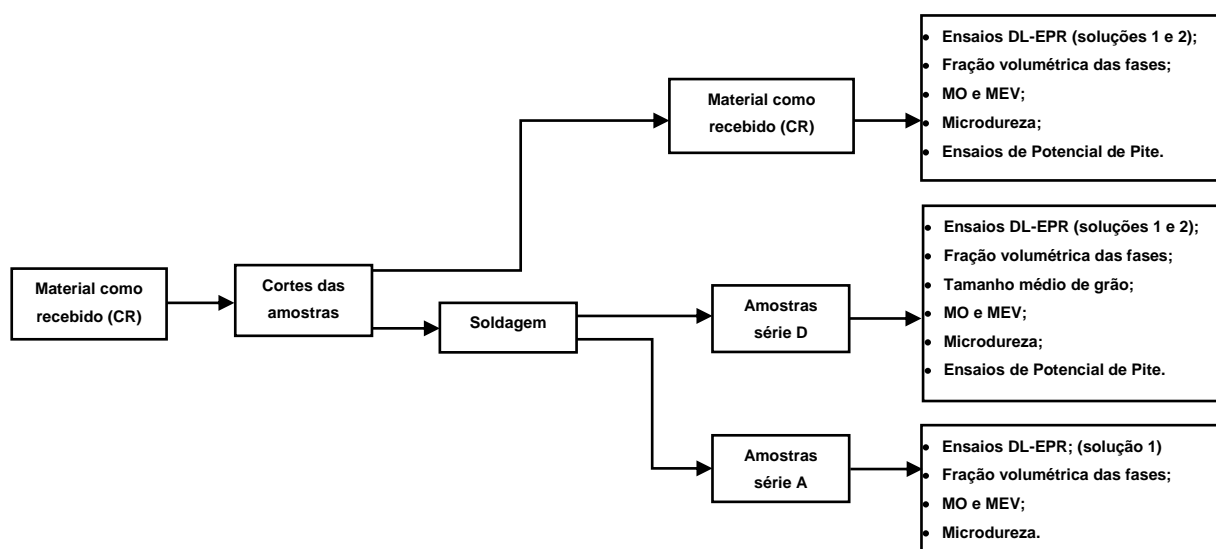 Material como
recebido (CR)
Cortes das
amostras
Soldagem
Material como
recebido (CR)
• Ensaios DL-EPR (soluções 1 e 2);
• Fração volumétrica das fases;
• MO e MEV;
• Microdureza;
• Ensaios de Potencial de Pite.
Amostras
série D
• Ensaios DL-EPR (soluções 1 e 2);
• Fração volumétrica das fases;
• Tamanho médio de grão;
• MO e MEV;
• Microdureza;
• Ensaios de Potencial de Pite.
Amostras
série A
• Ensaios DL-EPR; (solução 1)
• Fração volumétrica das fases;
• MO e MEV;
• Microdureza.